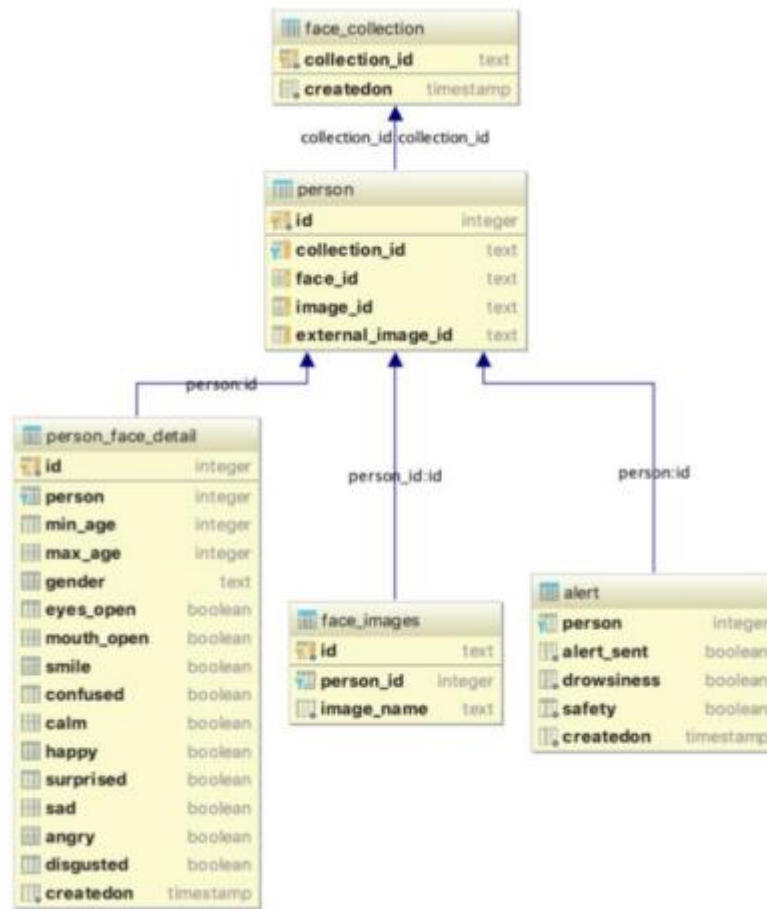 face_collection
collection_id text
createdon timestamp
collection_id:collection_id
person
id integer
collection_id text
face_id text
image_id text
external_image_id text
person:id
person_id:id
person:id
person_face_detail
id integer
person integer
min_age integer
max_age integer
gender text
eyes_open boolean
mouth_open boolean
smile boolean
confused boolean
calm boolean
happy boolean
surprised boolean
sad boolean
angry boolean
disgusted boolean
createdon timestamp
face_images
id text
person_id integer
image_name text
alert
person integer
alert_sent boolean
drowsiness boolean
safety boolean
createdon timestamp